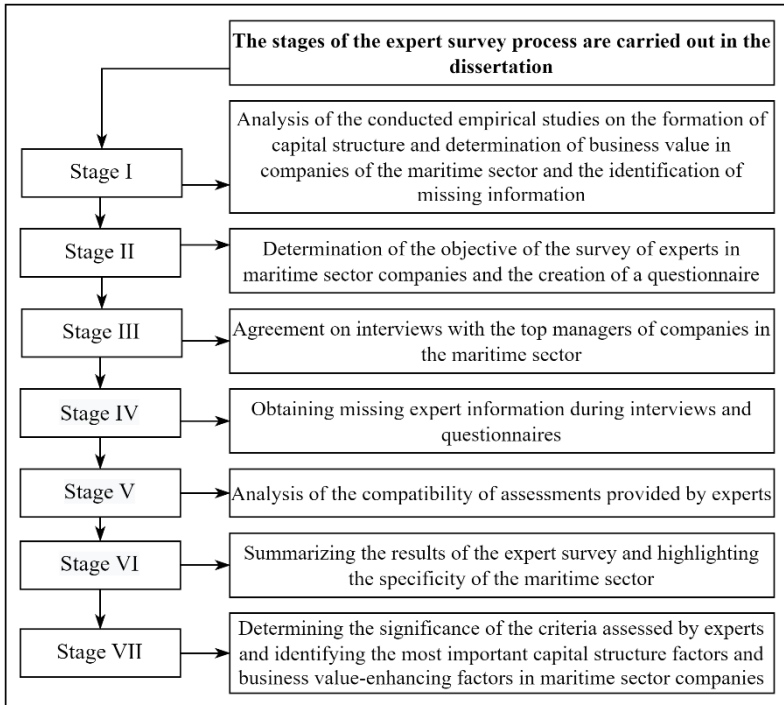 The stages of the expert survey process are carried out in the
dissertation
Stage I
Analysis of the conducted empirical studies on the formation of
capital structure and determination of business value in
companies of the maritime sector and the identification of
missing information
Stage II
Determination of the objective of the survey of experts in
maritime sector companies and the creation of a questionnaire
Stage III
Agreement on interviews with the top managers of companies in
the maritime sector
Stage IV
Obtaining missing expert information during interviews and
questionnaires
Stage V
Analysis of the compatibility of assessments provided by experts
Stage VI
Summarizing the results of the expert survey and highlighting
the specificity of the maritime sector
Stage VII
Determining the significance of the criteria assessed by experts
and identifying the most important capital structure factors and
business value-enhancing factors in maritime sector companies